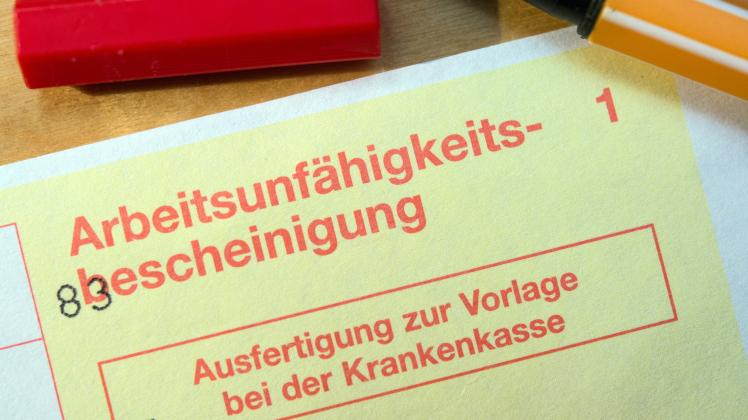 Arbeitsunfähigkeits- 1
bescheinigung
83
Ausfertigung zur Vorlage
bei der Krankenkasse